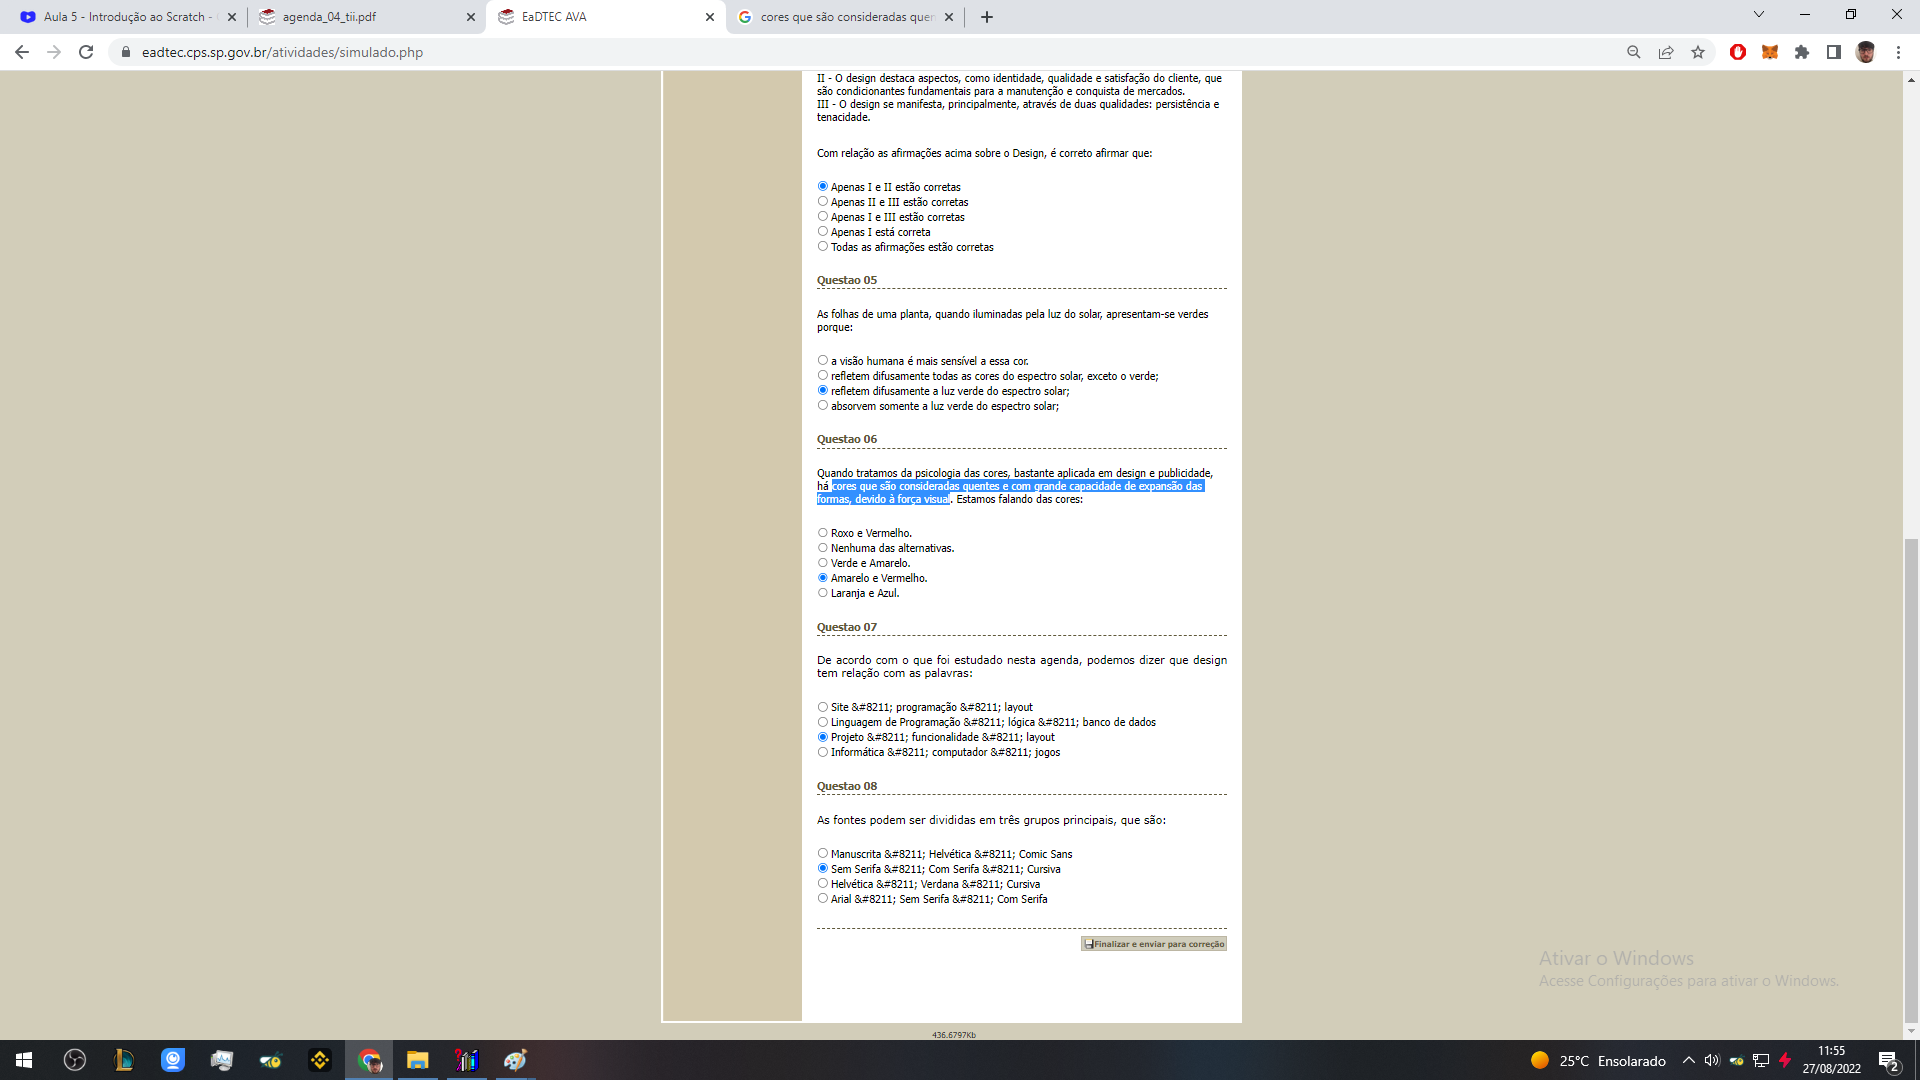 Aula 5 - Introdução ao Scratch -
agenda_04_tii.pdf
EaDTEC AVA
cores que são consideradas quen
eadtec.cps.sp.gov.br/atividades/simulado.php
II - O design destaca aspectos, como identidade, qualidade e satisfação do cliente, que
são condicionantes fundamentais para a manutenção e conquista de mercados.
III - O design se manifesta, principalmente, através de duas qualidades: persistência e
tenacidade.
Com relação as afirmações acima sobre o Design, é correto afirmar que:
Apenas I e II estão corretas
Apenas II e III estão corretas
Apenas I e III estão corretas
Apenas I está correta
Todas as afirmações estão corretas
Questao 05
As folhas de uma planta, quando iluminadas pela luz do solar, apresentam-se verdes
porque:
a visão humana é mais sensível a essa cor.
refletem difusamente todas as cores do espectro solar, exceto o verde;
refletem difusamente a luz verde do espectro solar;
absorvem somente a luz verde do espectro solar;
Questao 06
Quando tratamos da psicologia das cores, bastante aplicada em design e publicidade,
há cores que são consideradas quentes e com grande capacidade de expansão das
formas, devido à força visual. Estamos falando das cores:
Roxo e Vermelho.
Nenhuma das alternativas.
Verde e Amarelo.
Amarelo e Vermelho.
Laranja e Azul.
Questao 07
De acordo com o que foi estudado nesta agenda, podemos dizer que design
tem relação com as palavras:
Site &#8211; programação &#8211; layout
Linguagem de Programação &#8211; lógica &#8211; banco de dados
Projeto &#8211; funcionalidade &#8211; layout
Informática &#8211; computador &#8211; jogos
Questao 08
As fontes podem ser divididas em três grupos principais, que são:
Manuscrita &#8211; Helvética &#8211; Comic Sans
Sem Serifa &#8211; Com Serifa &#8211; Cursiva
Helvética &#8211; Verdana &#8211; Cursiva
Arial &#8211; Sem Serifa &#8211; Com Serifa
Finalizar e enviar para correção
Ativar o Windows
Acesse Configurações para ativar o Windows.
436.6797Kb
25°C Ensolarado
11:55
27/08/2022
2